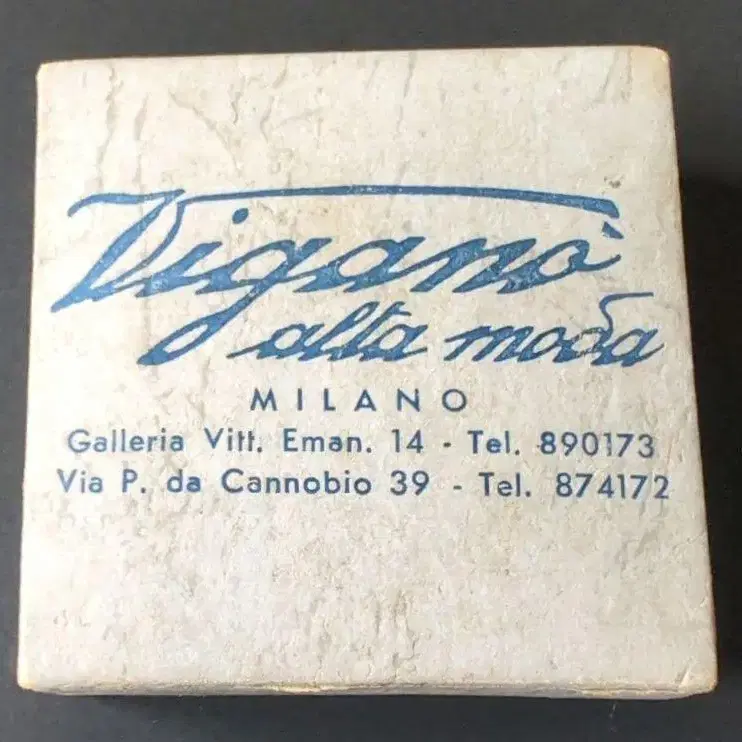 Viganò
alta moda
MILANO
Galleria Vitt. Eman. 14 - Tel. 890173
Via P. da Cannobio 39 - Tel. 874172